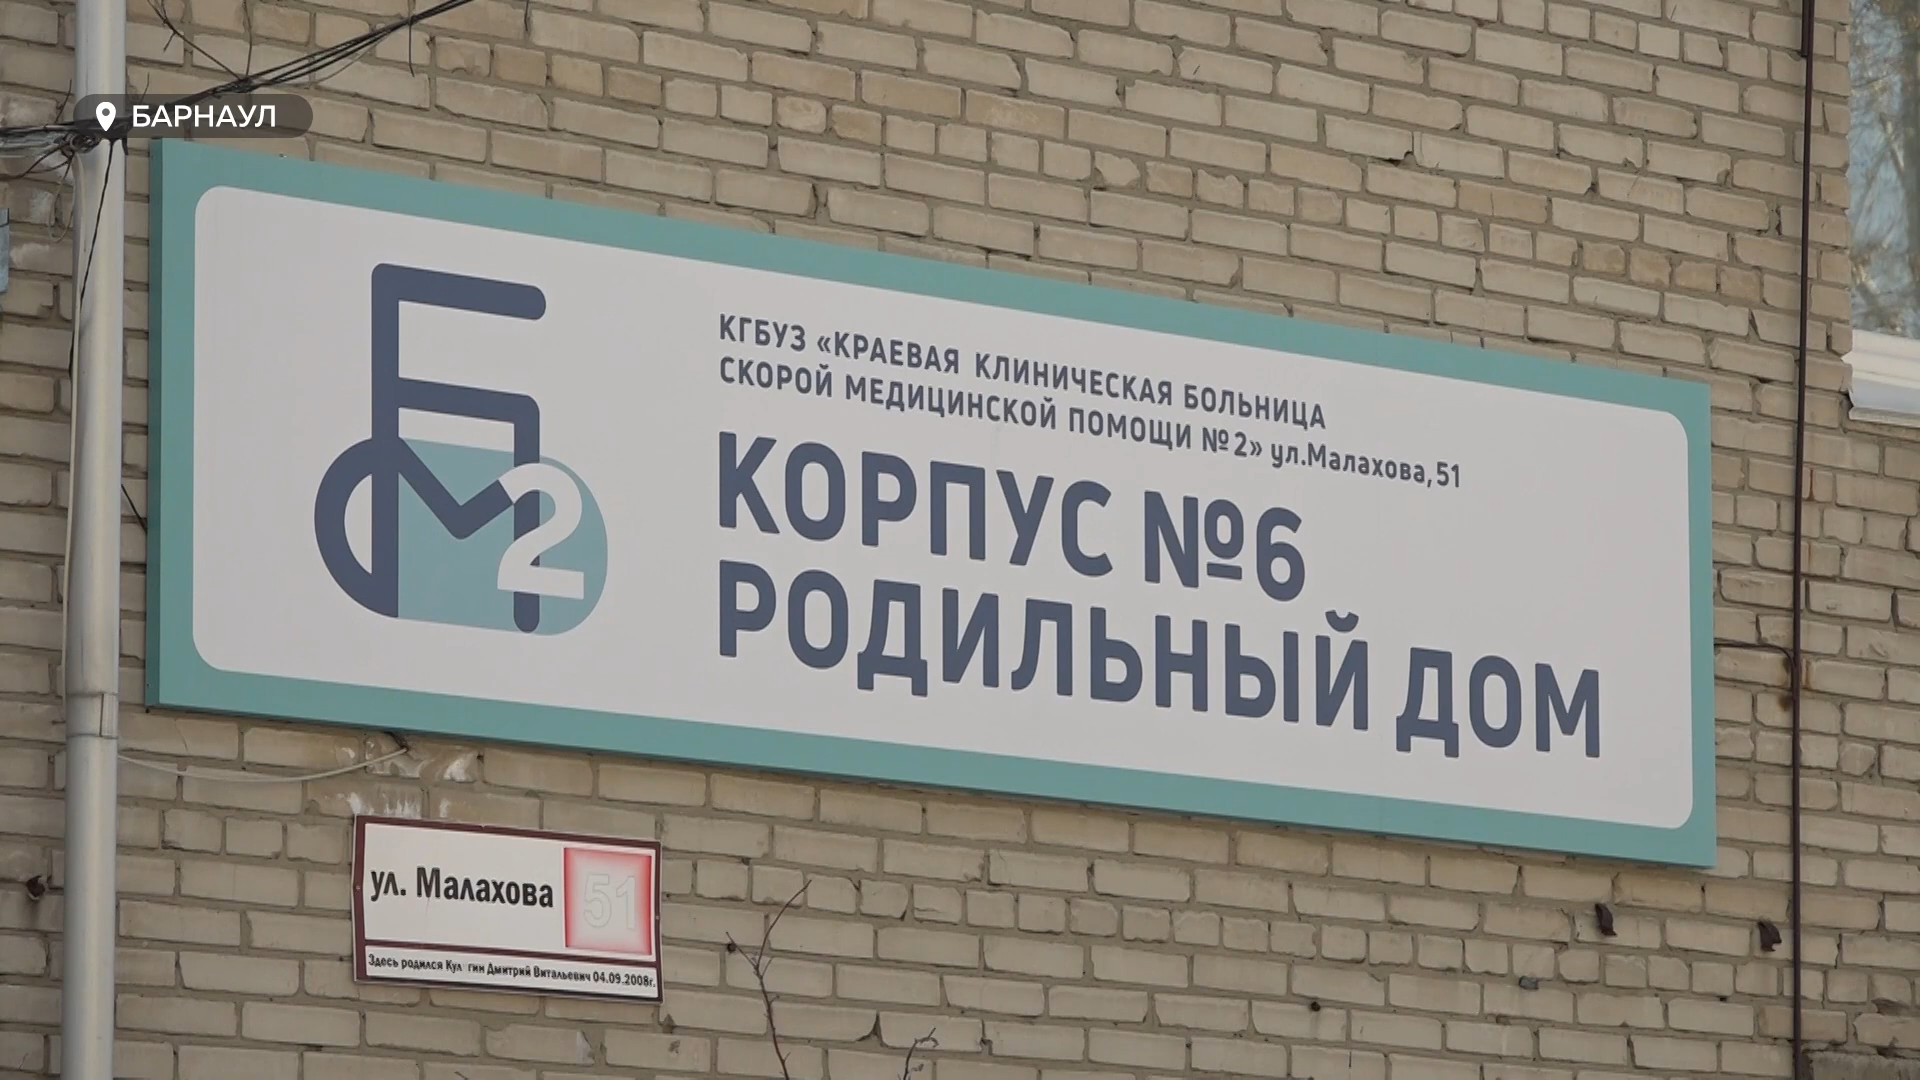 БАРНАУЛ
БМ2
КГБУЗ «КРАЕВАЯ КЛИНИЧЕСКАЯ БОЛЬНИЦА
СКОРОЙ МЕДИЦИНСКОЙ ПОМОЩИ №2» ул.Малахова,51
КОРПУС №6
РОДИЛЬНЫЙ ДОМ
ул. Малахова 51
Здесь родился Дмитрий Витальевич 04.09.2008г.